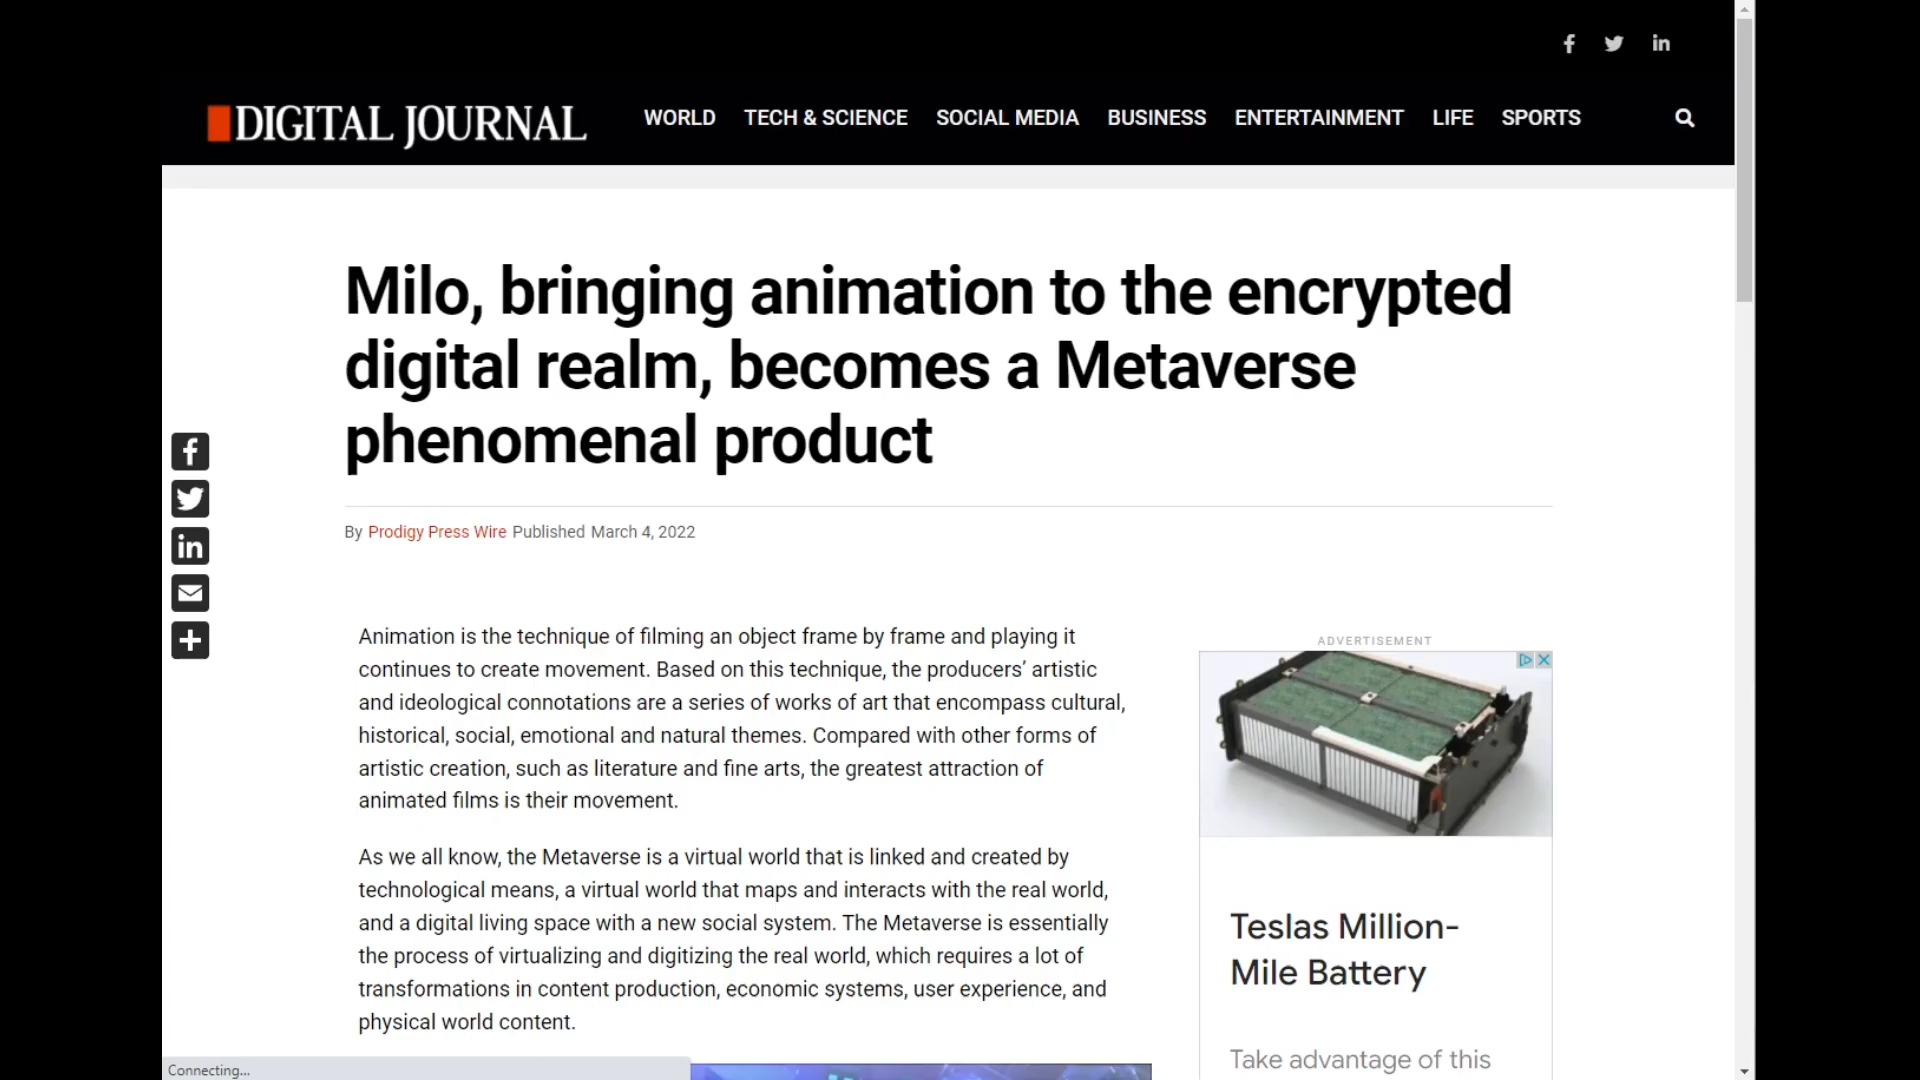 DIGITAL JOURNAL
WORLD TECH & SCIENCE SOCIAL MEDIA BUSINESS ENTERTAINMENT LIFE SPORTS
Milo, bringing animation to the encrypted
digital realm, becomes a Metaverse
phenomenal product
By Prodigy Press Wire Published March 4, 2022
Animation is the technique of filming an object frame by frame and playing it
continues to create movement. Based on this technique, the producers’ artistic
and ideological connotations are a series of works of art that encompass cultural,
historical, social, emotional and natural themes. Compared with other forms of
artistic creation, such as literature and fine arts, the greatest attraction of
animated films is their movement.
As we all know, the Metaverse is a virtual world that is linked and created by
technological means, a virtual world that maps and interacts with the real world,
and a digital living space with a new social system. The Metaverse is essentially
the process of virtualizing and digitizing the real world, which requires a lot of
transformations in content production, economic systems, user experience, and
physical world content.
ADVERTISEMENT
Teslas Million-
Mile Battery
Take advantage of this
Connecting...